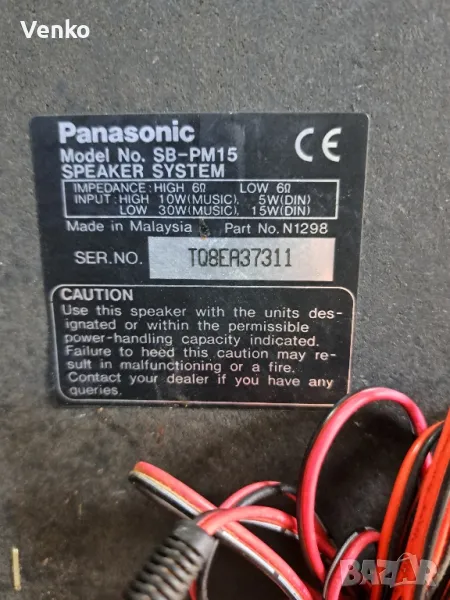 Venko
Panasonic
Model No. SB-PM15
SPEAKER SYSTEM
CE
IMPEDANCE: HIGH 6Ω LOW 6Ω
INPUT: HIGH 10W(MUSIC), 5W(DIN)
LOW 30W(MUSIC), 15W(DIN)
Made in Malaysia Part No. N1298
SER.NO. TQ8EA37311
CAUTION
Use this speaker with the units des-
ignated or within the permissible
power-handling capacity indicated.
Failure to heed this caution may re-
sult in malfunctioning or a fire.
Contact your dealer if you have any
queries.
BAZAR